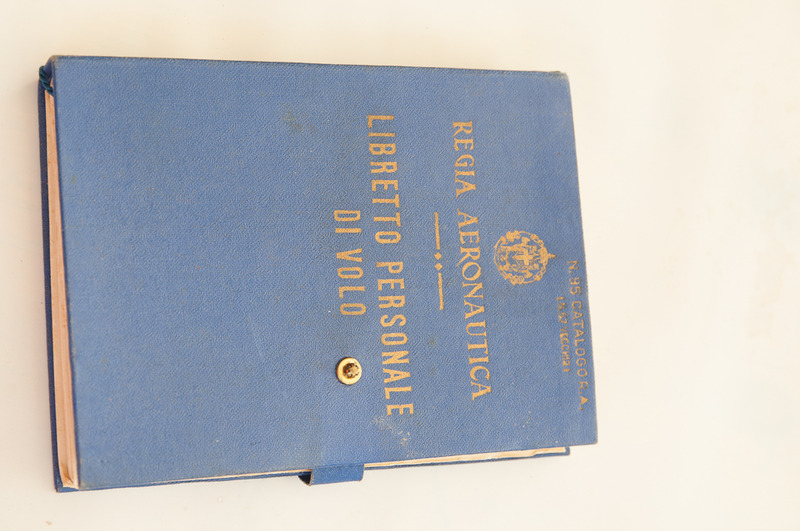 N. 95 CATALOGO R. A.
REGIA AERONAUTICA
LIBRETTO PERSONALE
DI VOLO